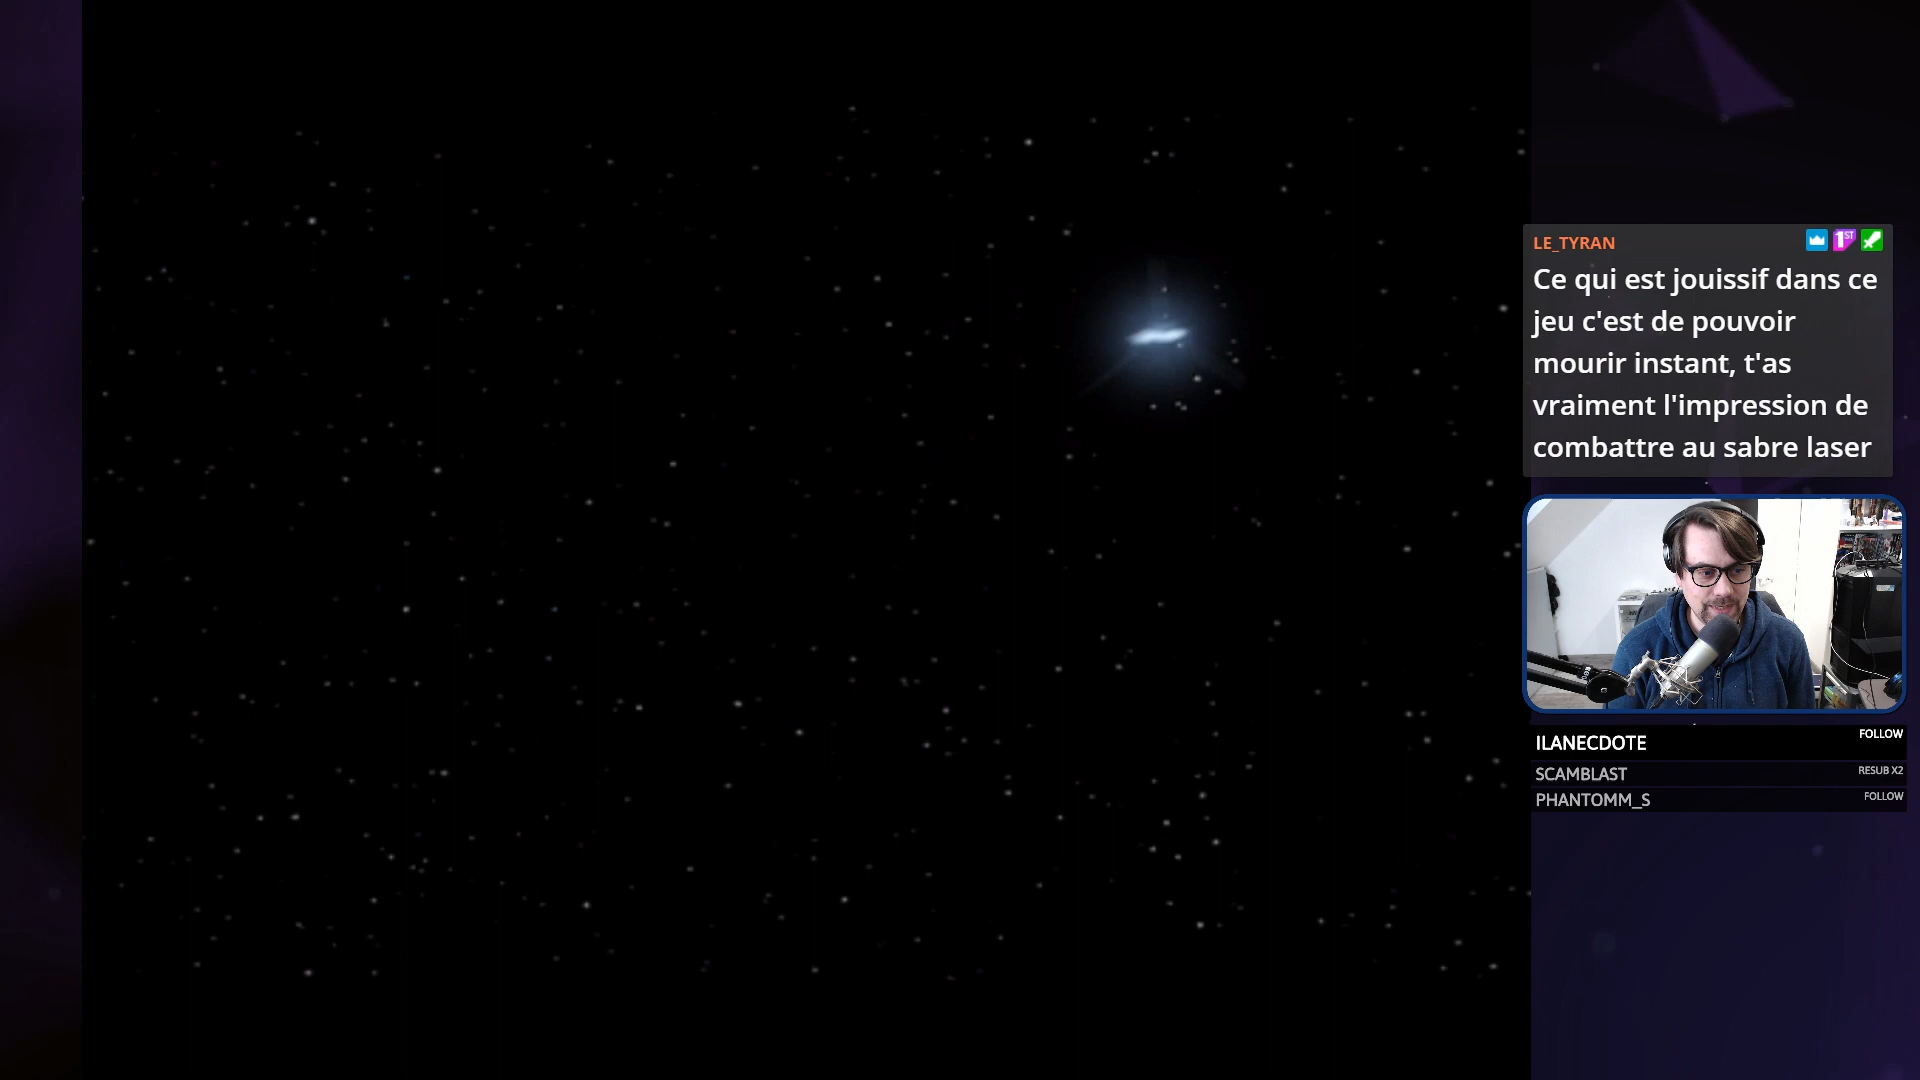 LE_TYRAN
1ST
Ce qui est jouissif dans ce
jeu c'est de pouvoir
mourir instant, t'as
vraiment l'impression de
combattre au sabre laser
ILANECDOTE FOLLOW
SCAMBLAST RESUB X2
PHANTOMM_S FOLLOW